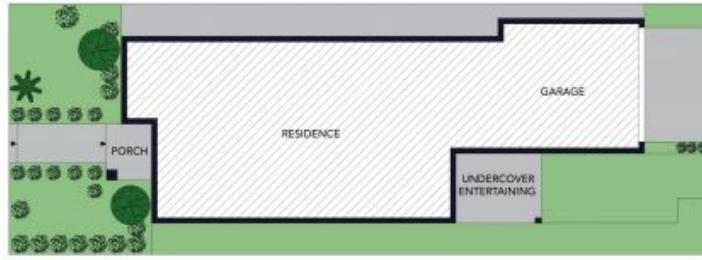 GARAGE
RESIDENCE
PORCH
UNDERCOVER
ENTERTAINING